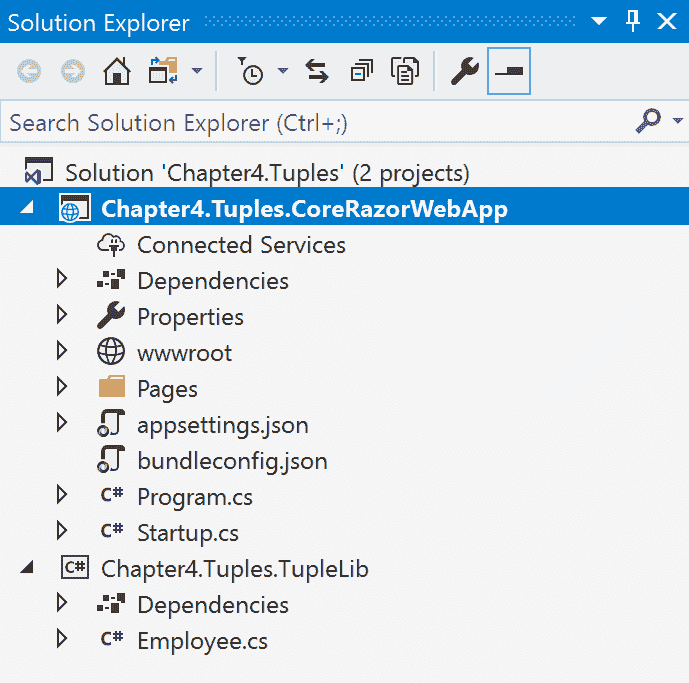 Solution Explorer
Search Solution Explorer (Ctrl+;)
Solution 'Chapter4.Tuples' (2 projects)
Chapter4.Tuples.CoreRazorWebApp
Connected Services
Dependencies
Properties
wwwroot
Pages
appsettings.json
bundleconfig.json
C# Program.cs
C# Startup.cs
C# Chapter4.Tuples.TupleLib
Dependencies
C# Employee.cs